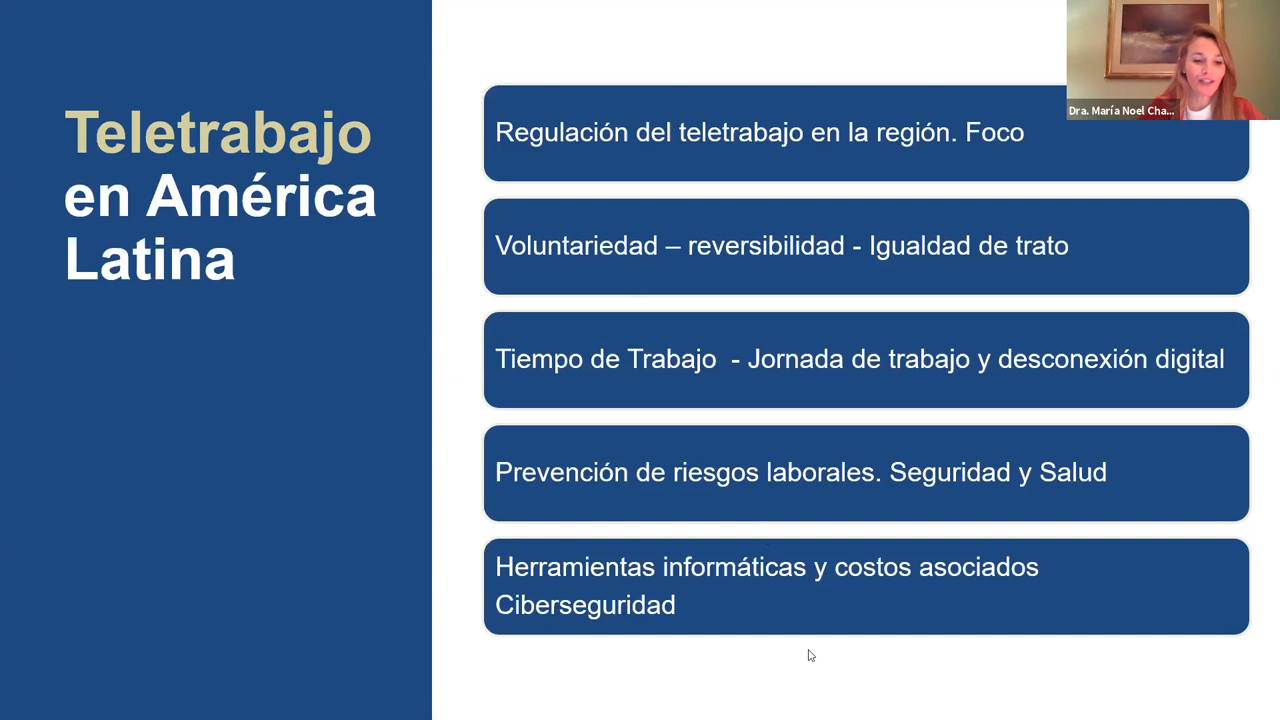 Teletrabajo
en América
Latina
Dra. María Noel Cha...
Regulación del teletrabajo en la región. Foco
Voluntariedad – reversibilidad - Igualdad de trato
Tiempo de Trabajo  - Jornada de trabajo y desconexión digital
Prevención de riesgos laborales. Seguridad y Salud
Herramientas informáticas y costos asociados
Ciberseguridad